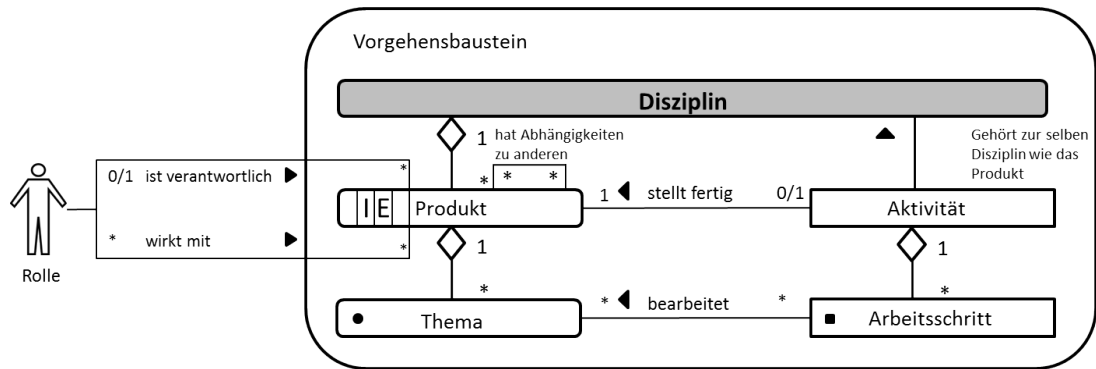 Vorgehensbaustein
Disziplin
1
hat Abhängigkeiten
zu anderen
Gehört zur selben
Disziplin wie das
Produkt
0/1 ist verantwortlich
*
*
* *
I E Produkt
1
stellt fertig
0/1
Aktivität
* wirkt mit
*
1
1
Rolle
*
*
bearbeitet
*
*
Thema
Arbeitsschritt